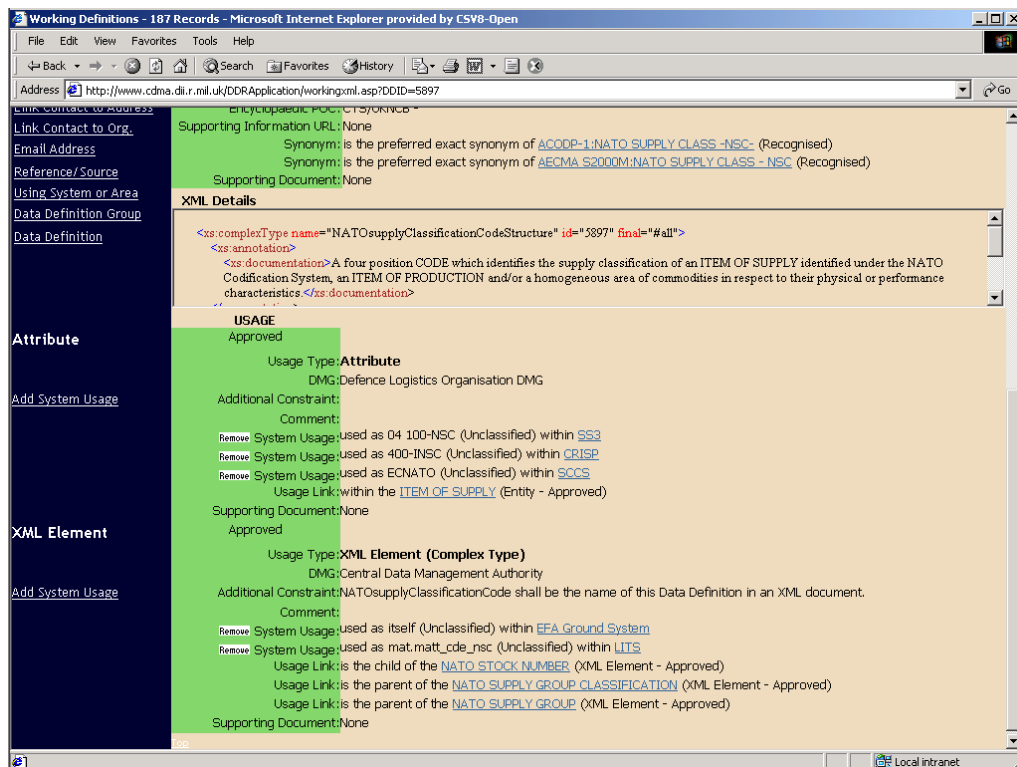 Working Definitions - 187 Records - Microsoft Internet Explorer provided by CSV8-Open
File Edit View Favorites Tools Help
Back Search Favorites History
Address http://www.cdma.dii.r.mil.uk/DDRApplication/workingxml.asp?DDID=5897 Go
Link Contact to Address
Encyclopaedic POC: CTS/UKNCB -
Link Contact to Org.
Supporting Information URL: None
Synonym: is the preferred exact synonym of ACODP-1:NATO SUPPLY CLASS -NSC- (Recognised)
Email Address
Synonym: is the preferred exact synonym of AECMA S2000M:NATO SUPPLY CLASS - NSC (Recognised)
Reference/Source
Supporting Document: None
Using System or Area
XML Details
Data Definition Group
Data Definition
<xs:complexType name="NATOsupplyClassificationCodeStructure" id="5897" final="#all">
<xs:annotation>
<xs:documentation>A four position CODE which identifies the supply classification of an ITEM OF SUPPLY identified under the NATO
Codification System, an ITEM OF PRODUCTION and/or a homogeneous area of commodities in respect to their physical or performance
characteristics.</xs:documentation>
USAGE
Attribute
Approved
Usage Type: Attribute
DMG: Defence Logistics Organisation DMG
Add System Usage
Additional Constraint:
Comment:
Remove System Usage: used as 04 100-NSC (Unclassified) within SS3
Remove System Usage: used as 400-INSC (Unclassified) within CRISP
Remove System Usage: used as ECNATO (Unclassified) within SCCS
Usage Link: within the ITEM OF SUPPLY (Entity - Approved)
Supporting Document: None
XML Element
Approved
Usage Type: XML Element (Complex Type)
DMG: Central Data Management Authority
Add System Usage
Additional Constraint: NATOsupplyClassificationCode shall be the name of this Data Definition in an XML document.
Comment:
Remove System Usage: used as itself (Unclassified) within EFA Ground System
Remove System Usage: used as mat.matt_cde_nsc (Unclassified) within LITS
Usage Link: is the child of the NATO STOCK NUMBER (XML Element - Approved)
Usage Link: is the parent of the NATO SUPPLY GROUP CLASSIFICATION (XML Element - Approved)
Usage Link: is the parent of the NATO SUPPLY GROUP (XML Element - Approved)
Supporting Document: None
Top
Local intranet